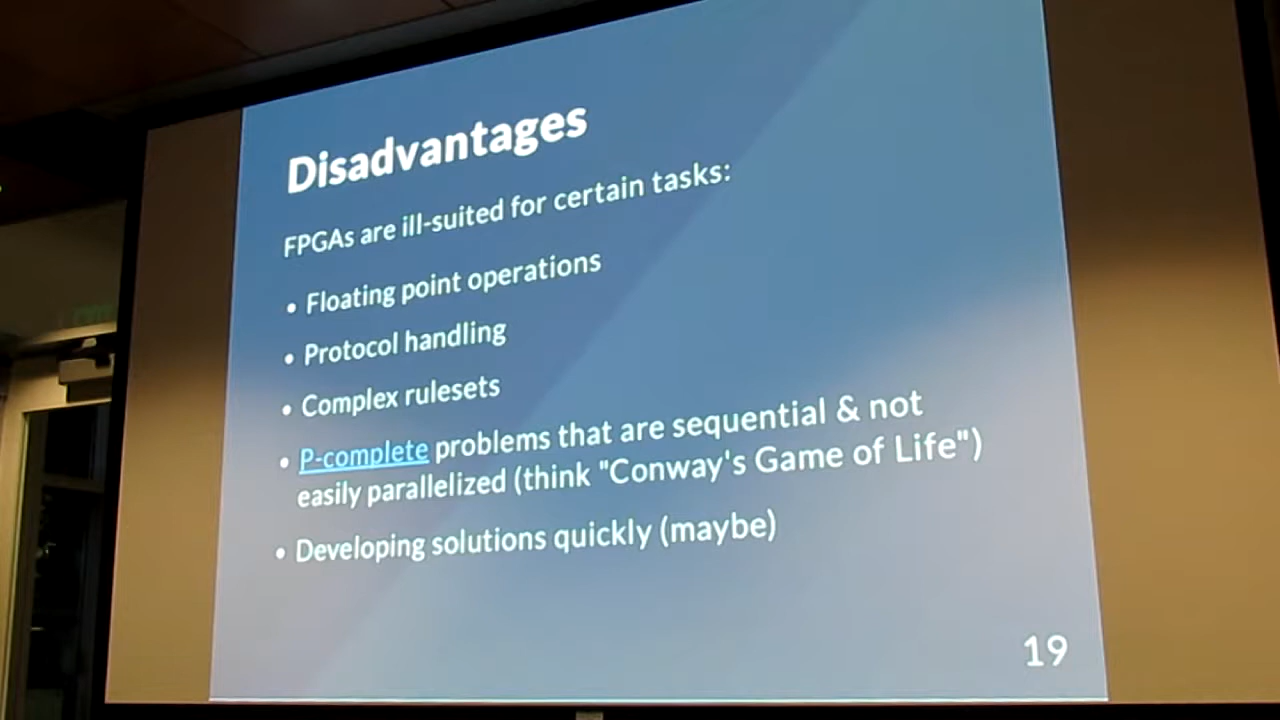 Disadvantages
FPGAs are ill-suited for certain tasks:
• Floating point operations
• Protocol handling
• Complex rulesets
• P-complete problems that are sequential & not
easily parallelized (think "Conway's Game of Life")
• Developing solutions quickly (maybe)
19